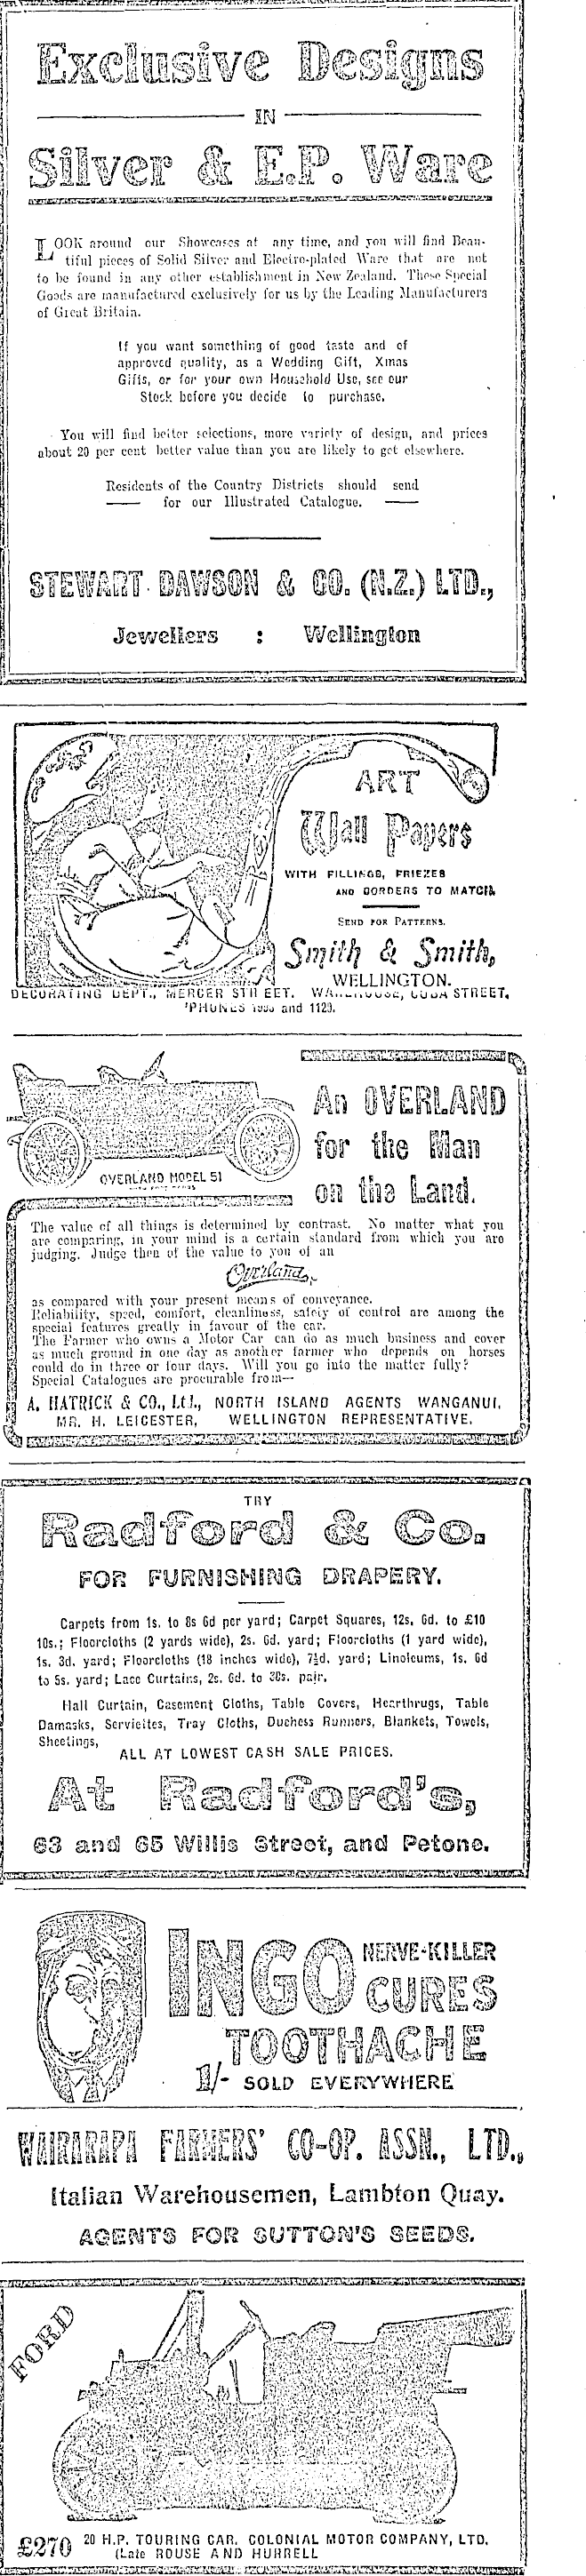 Exclusive Designs
IN
Silver & E.P. Ware
LOOK around our Showcases at any time, and you will find Beau-
tiful pieces of Solid Silver and Electro-plated Ware that are not
to be found in any other establishment in New Zealand. These Special
Goods are manufactured exclusively for us by the Leading Manufacturers
of Great Britain.
If you want something of good taste and of
approved quality, as a Wedding Gift, Xmas
Gifts, or for your own Household Use, see our
Stock before you decide to purchase.
You will find better selections, more variety of design, and prices
about 20 per cent better value than you are likely to get elsewhere.
Residents of the Country Districts should send
for our Illustrated Catalogue.
STEWART DAWSON & CO. (N.Z.) LTD.,
Jewellers : Wellington
ART
Wall Papers
WITH FILLINGS, FRIEZES
AND BORDERS TO MATCH
SEND FOR PATTERNS.
Smith & Smith,
WELLINGTON.
DECORATING DEPT., MERCER STREET. WAREHOUSE, CUBA STREET.
'PHONES and 1129.
An OVERLAND
for the Man
on the Land.
OVERLAND MODEL 51
The value of all things is determined by contrast. No matter what you
are comparing, in your mind is a certain standard from which you are
judging. Judge then of the value to you of an
Overland
as compared with your present means of conveyance.
Reliability, speed, comfort, cleanliness, safety of control are among the
special features greatly in favour of the car.
The Farmer who owns a Motor Car can do as much business and cover
as much ground in one day as another farmer who depends on horses
could do in three or four days. Will you go into the matter fully?
Special Catalogues are procurable from—
A. HATRICK & CO., Ltd., NORTH ISLAND AGENTS WANGANUI.
MR. H. LEICESTER, WELLINGTON REPRESENTATIVE.
TRY
Radford & Co.
FOR FURNISHING DRAPERY.
Carpets from 1s. to 8s 6d per yard; Carpet Squares, 12s. 6d. to £10
10s.; Floorcloths (2 yards wide), 2s. 6d. yard; Floorcloths (1 yard wide),
1s. 3d. yard; Floorcloths (18 inches wide), 7½d. yard; Linoleums, 1s. 6d
to 5s. yard; Lace Curtains, 2s. 6d. to 30s. pair.
Hall Curtain, Casement Cloths, Table Covers, Hearthrugs, Table
Damasks, Serviettes, Tray Cloths, Duchess Runners, Blankets, Towels,
Sheetings,
ALL AT LOWEST CASH SALE PRICES.
At Radford's,
63 and 65 Willis Street, and Petone.
INGO NERVE-KILLER
CURES
TOOTHACHE
1/- SOLD EVERYWHERE
WAIRARAPA FARMERS' CO-OP. ASSN., LTD.,
Italian Warehousemen, Lambton Quay.
AGENTS FOR SUTTON'S SEEDS.
FORD
£270 20 H.P. TOURING CAR. COLONIAL MOTOR COMPANY, LTD.
(Late ROUSE AND HURRELL